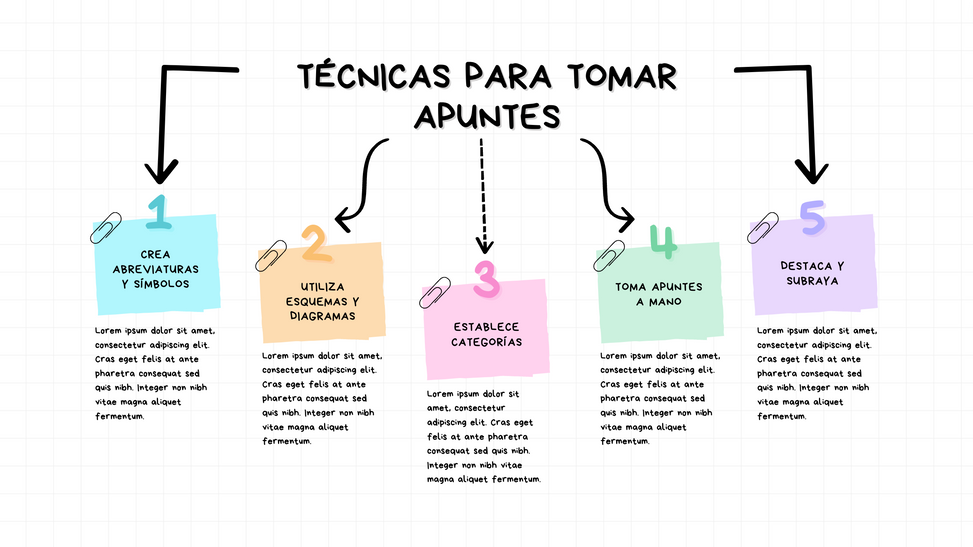 TÉCNICAS PARA TOMAR
APUNTES
1
CREA
ABREVIATURAS
Y SÍMBOLOS
Lorem ipsum dolor sit amet,
consectetur adipiscing elit.
Cras eget felis at ante
pharetra consequat sed
quis nibh. Integer non nibh
vitae magna aliquet
fermentum.
2
UTILIZA
ESQUEMAS Y
DIAGRAMAS
Lorem ipsum dolor sit amet,
consectetur adipiscing elit.
Cras eget felis at ante
pharetra consequat sed
quis nibh. Integer non nibh
vitae magna aliquet
fermentum.
3
ESTABLECE
CATEGORÍAS
Lorem ipsum dolor sit
amet, consectetur
adipiscing elit. Cras eget
felis at ante pharetra
consequat sed quis nibh.
Integer non nibh vitae
magna aliquet fermentum.
4
TOMA APUNTES
A MANO
Lorem ipsum dolor sit amet,
consectetur adipiscing elit.
Cras eget felis at ante
pharetra consequat sed
quis nibh. Integer non nibh
vitae magna aliquet
fermentum.
5
DESTACA Y
SUBRAYA
Lorem ipsum dolor sit amet,
consectetur adipiscing elit.
Cras eget felis at ante
pharetra consequat sed
quis nibh. Integer non nibh
vitae magna aliquet
fermentum.